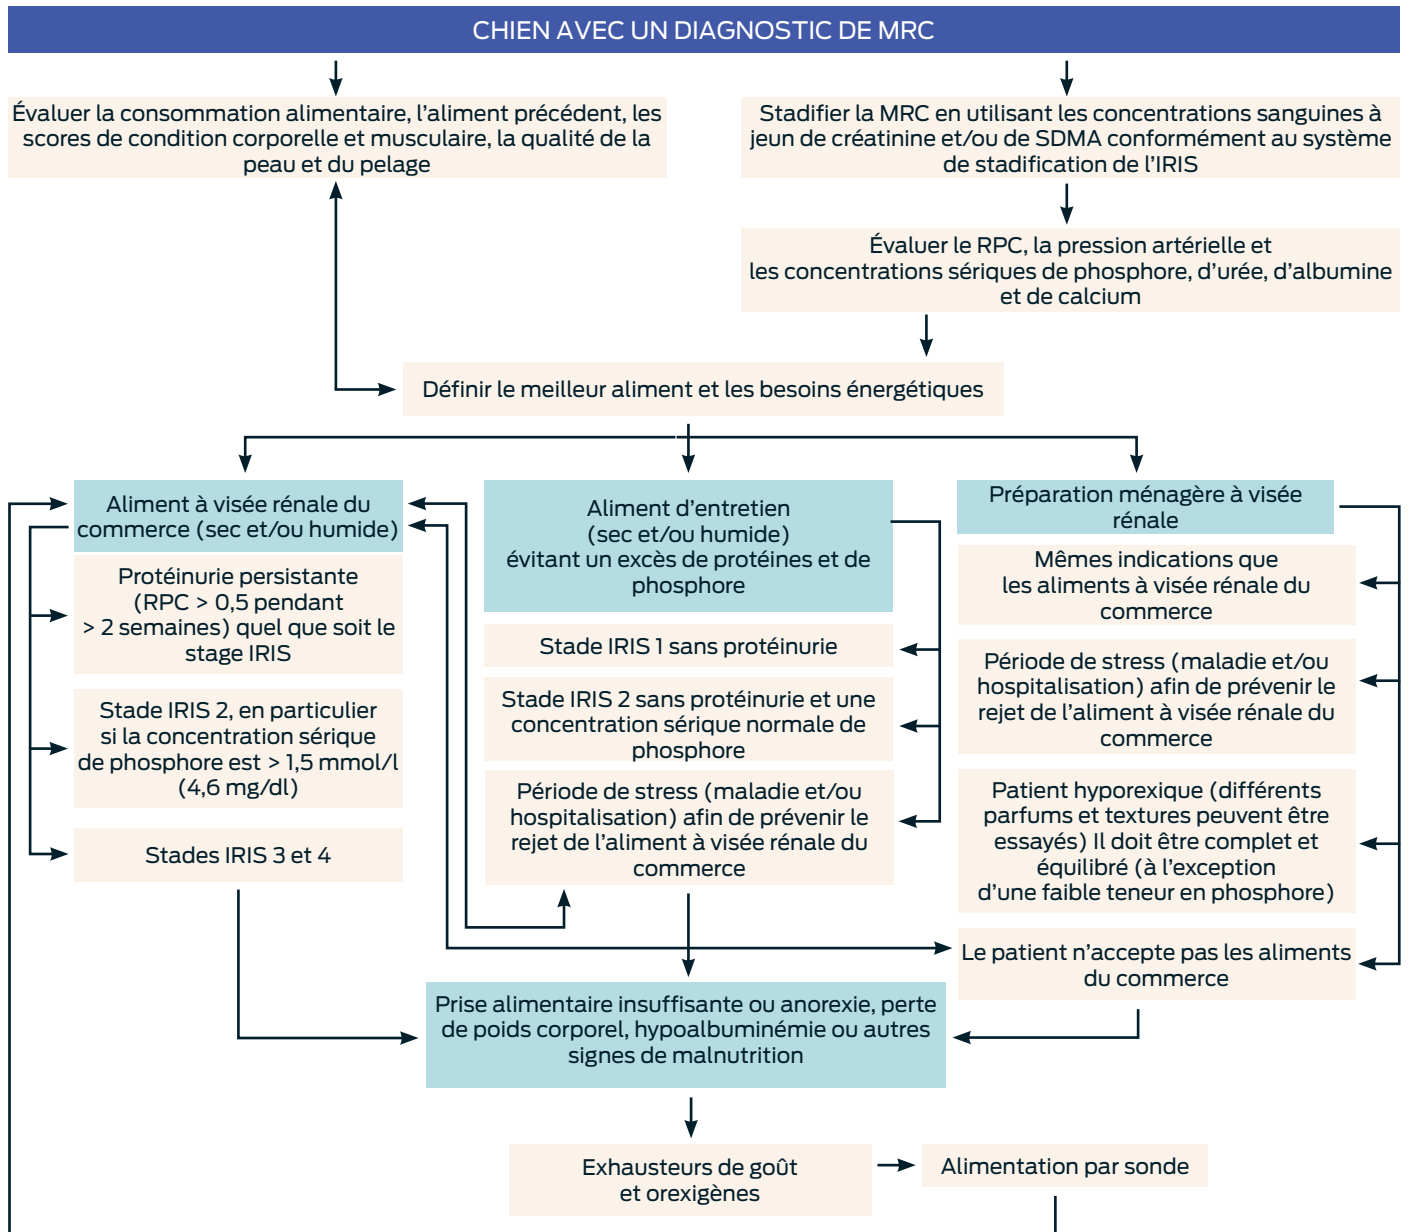 CHIEN AVEC UN DIAGNOSTIC DE MRC
Évaluer la consommation alimentaire, l'aliment précédent, les
scores de condition corporelle et musculaire, la qualité de la
peau et du pelage
Stadifier la MRC en utilisant les concentrations sanguines à
jeun de créatinine et/ou de SDMA conformément au système
de stadification de l'IRIS
Évaluer le RPC, la pression artérielle et
les concentrations sériques de phosphore, d'urée, d'albumine
et de calcium
Définir le meilleur aliment et les besoins énergétiques
Aliment à visée rénale du
commerce (sec et/ou humide)
Protéinurie persistante
(RPC > 0,5 pendant
> 2 semaines) quel que soit le
stage IRIS
Stade IRIS 2, en particulier
si la concentration sérique
de phosphore est > 1,5 mmol/l
(4,6 mg/dl)
Stades IRIS 3 et 4
Aliment d'entretien
(sec et/ou humide)
évitant un excès de protéines et de
phosphore
Stade IRIS 1 sans protéinurie
Stade IRIS 2 sans protéinurie et une
concentration sérique normale de
phosphore
Période de stress (maladie et/ou
hospitalisation) afin de prévenir le
rejet de l'aliment à visée rénale du
commerce
Préparation ménagère à visée
rénale
Mêmes indications que
les aliments à visée rénale du
commerce
Période de stress (maladie et/ou
hospitalisation) afin de prévenir le
rejet de l'aliment à visée rénale du
commerce
Patient hyporexique (différents
parfums et textures peuvent être
essayés) Il doit être complet et
équilibré (à l'exception
d'une faible teneur en phosphore)
Le patient n'accepte pas les aliments
du commerce
Prise alimentaire insuffisante ou anorexie, perte
de poids corporel, hypoalbuminémie ou autres
signes de malnutrition
Exhausteurs de goût
et orexigènes
Alimentation par sonde